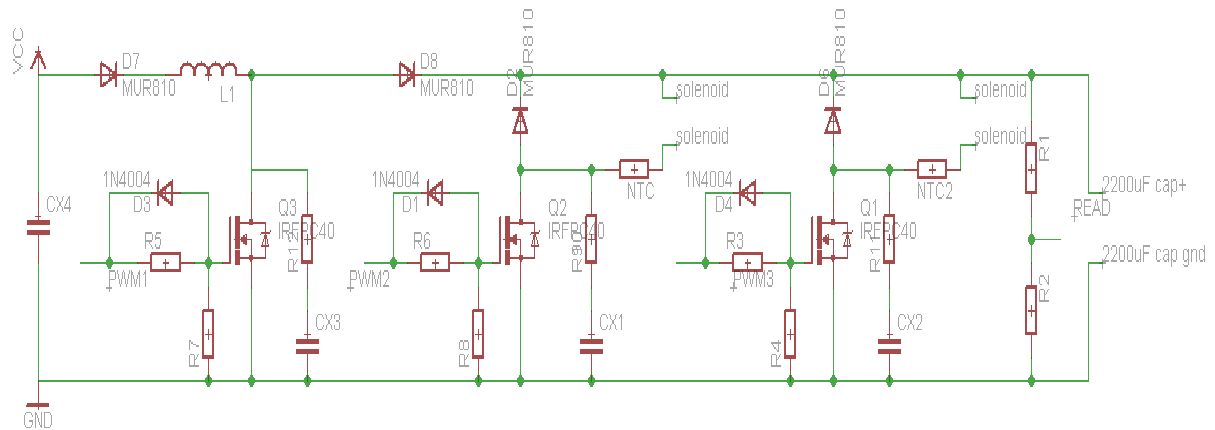 VCC
D7
MUR810
L1
D8
MUR810
D2
MUR810
solenoid
solenoid
NTC
D6
MUR810
solenoid
solenoid
NTC2
R1
2200uF cap+
READ
2200uF cap gnd
R2
CX4
1N4004
D3
R5
PWM1
Q3
IRFPC40
CX3
R7
1N4004
D1
R6
PWM2
Q2
IRFPC40
CX1
R8
1N4004
D4
R3
PWM3
Q1
IRFPC40
R11
CX2
R4
GND